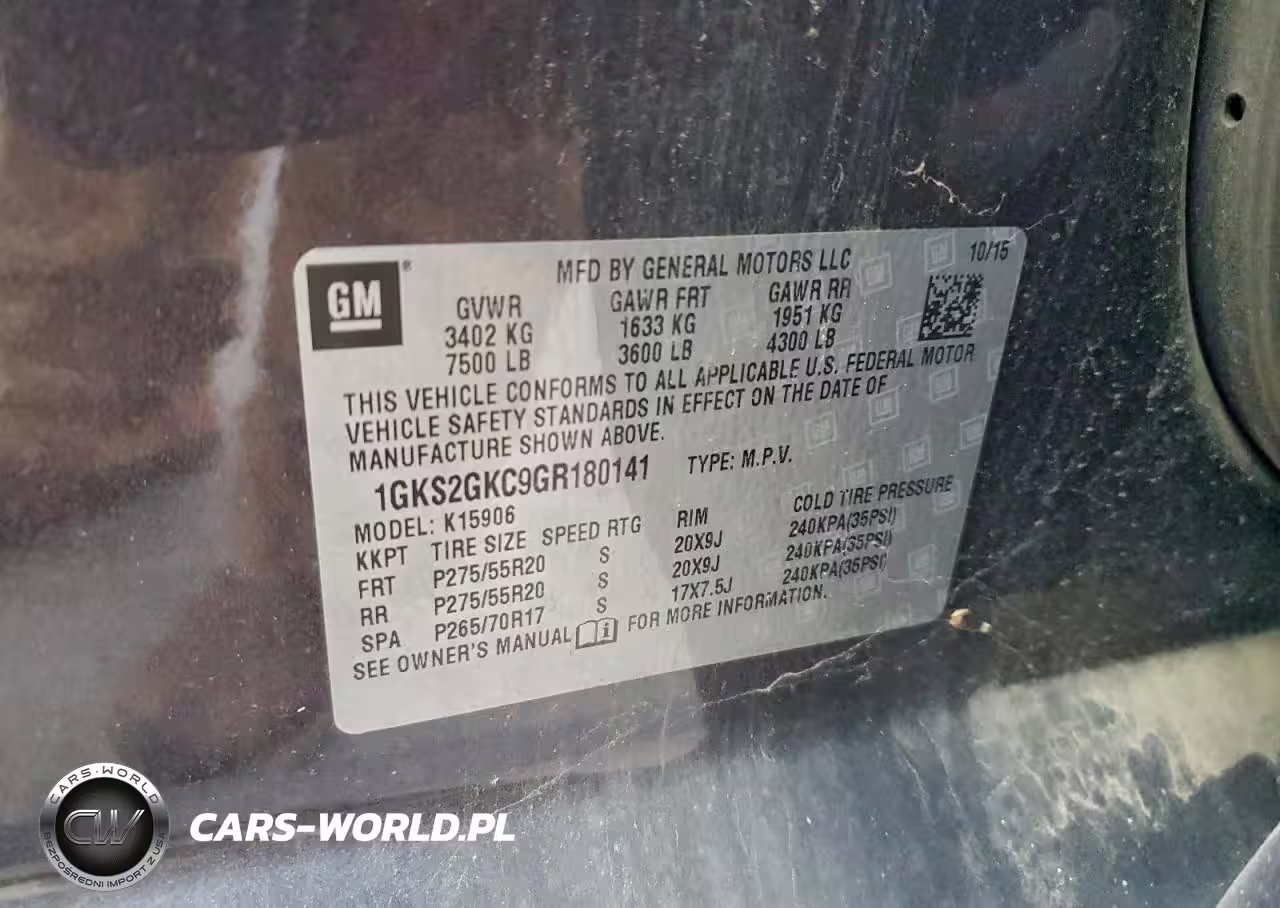 GM®
MFD BY GENERAL MOTORS LLC 10/15
GVWR GAWR FRT GAWR RR
3402 KG 1633 KG 1951 KG
7500 LB 3600 LB 4300 LB
THIS VEHICLE CONFORMS TO ALL APPLICABLE U.S. FEDERAL MOTOR
VEHICLE SAFETY STANDARDS IN EFFECT ON THE DATE OF
MANUFACTURE SHOWN ABOVE.
1GKS2GKC9GR180141 TYPE: M.P.V.
MODEL: K15906
KKPT TIRE SIZE SPEED RTG RIM COLD TIRE PRESSURE
FRT P275/55R20 S 20X9J 240KPA(35PSI)
RR P275/55R20 S 20X9J 240KPA(35PSI)
SPA P265/70R17 S 17X7.5J 240KPA(35PSI)
SEE OWNER'S MANUAL FOR MORE INFORMATION.
CARS-WORLD
CW
BEZPOŚREDNI IMPORT Z USA
CARS-WORLD.PL